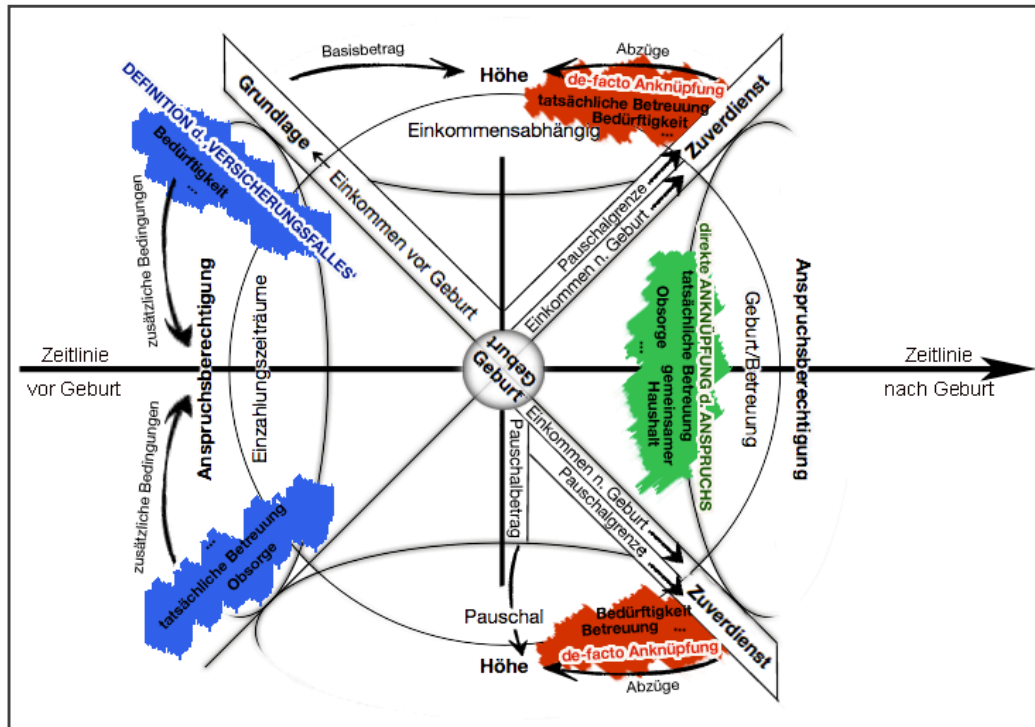 Basisbetrag
Höhe
Abzüge
de-facto Anknüpfung
tatsächliche Betreuung
Bedürftigkeit
...
Zuverdienst
Grundlage
DEFINITION d. ‚VERSICHERUNGSFALLES‘
Bedürftigkeit
...
Einkommensabhängig
Einkommen vor Geburt
Pauschalgrenze
Einkommen n. Geburt
zusätzliche Bedingungen
Anspruchsberechtigung
Einzahlungszeiträume
Zeitlinie
vor Geburt
Geburt
Geburt
direkte ANKNÜPFUNG d. ANSPRUCHS
tatsächliche Betreuung
Obsorge
...
gemeinsamer
Haushalt
Geburt/Betreuung
Anspruchsberechtigung
Zeitlinie
nach Geburt
zusätzliche Bedingungen
...
tatsächliche Betreuung
Obsorge
Pauschalbetrag
Einkommen n. Geburt
Pauschalgrenze
Zuverdienst
Pauschal
Höhe
Bedürftigkeit
Betreuung ...
de-facto Anknüpfung
Abzüge